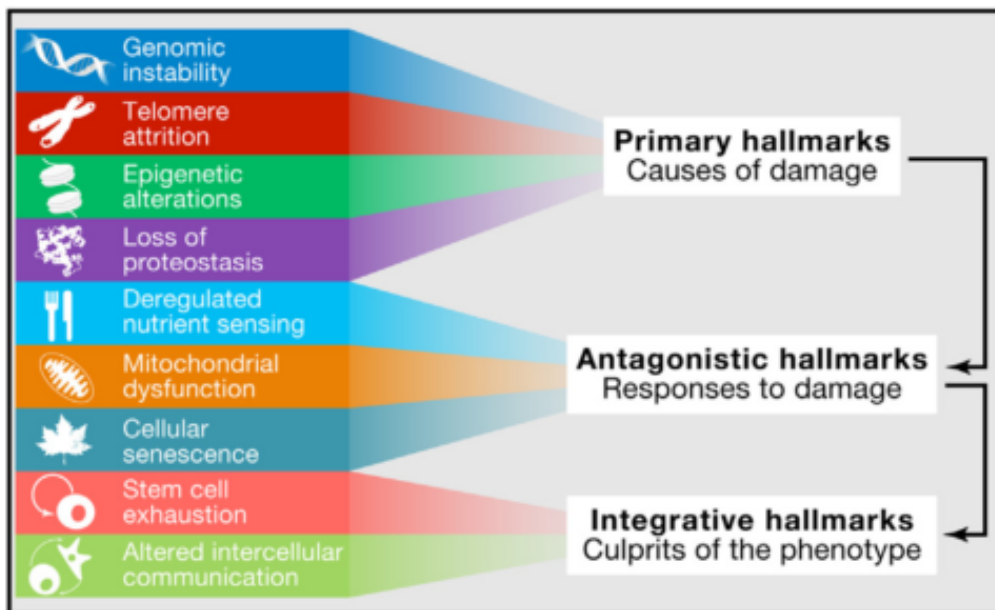 Genomic
instability
Telomere
attrition
Epigenetic
alterations
Loss of
proteostasis
Deregulated
nutrient sensing
Mitochondrial
dysfunction
Cellular
senescence
Stem cell
exhaustion
Altered intercellular
communication
Primary hallmarks
Causes of damage
Antagonistic hallmarks
Responses to damage
Integrative hallmarks
Culprits of the phenotype